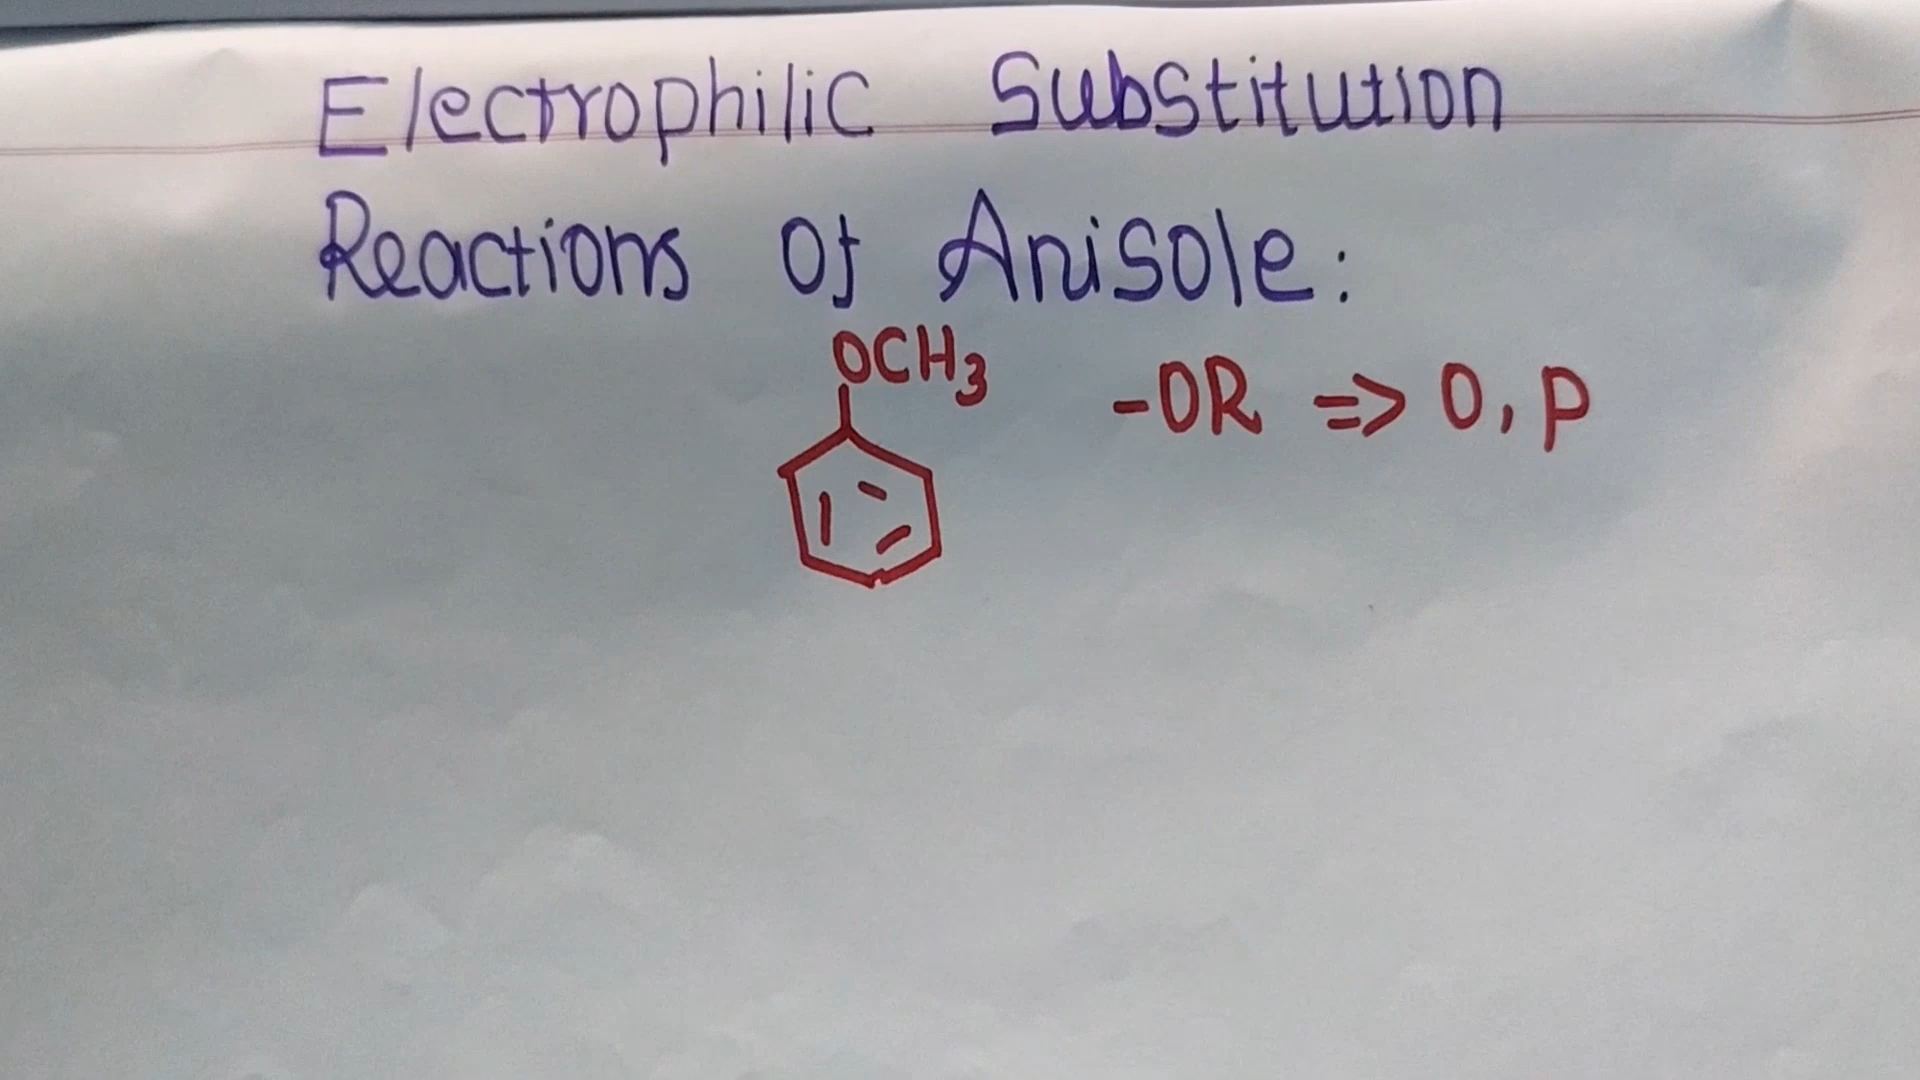 Electrophilic Substitution
Reactions of Anisole:
OCH3
-OR => O, P